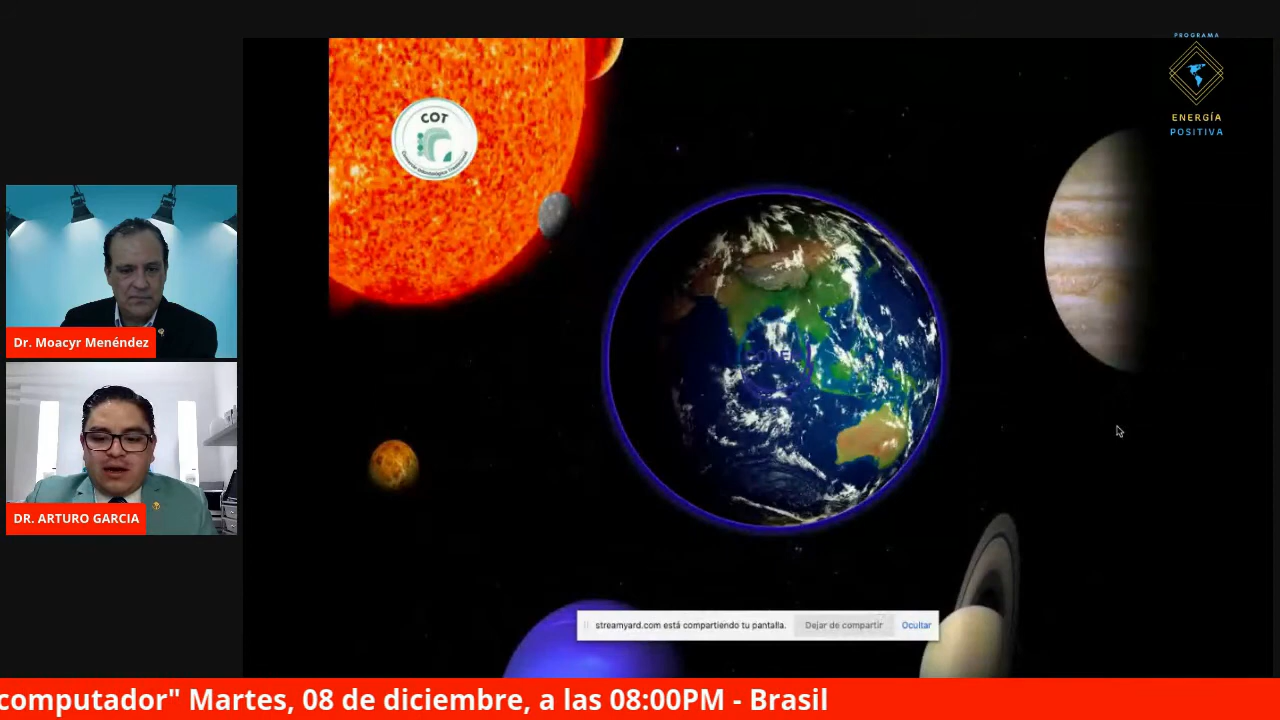 PROGRAMA
ENERGÍA
POSITIVA
COT
Dr. Moacyr Menéndez
DR. ARTURO GARCIA
streamyard.com está compartiendo tu pantalla.
Dejar de compartir
Ocultar
computador" Martes, 08 de diciembre, a las 08:00PM - Brasil